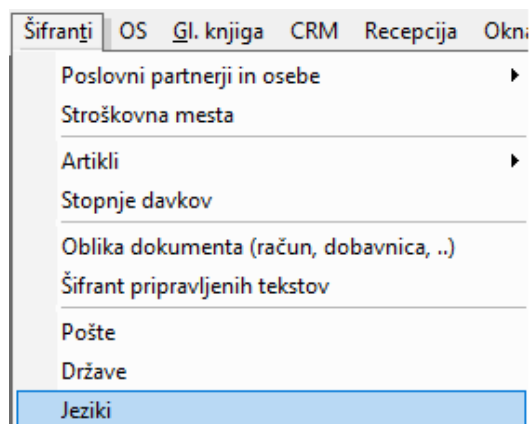 Šifranti OS Gl. knjiga CRM Recepcija
Poslovni partnerji in osebe
Stroškovna mesta
Artikli
Stopnje davkov
Oblika dokumenta (račun, dobavnica, ..)
Šifrant pripravljenih tekstov
Pošte
Države
Jeziki